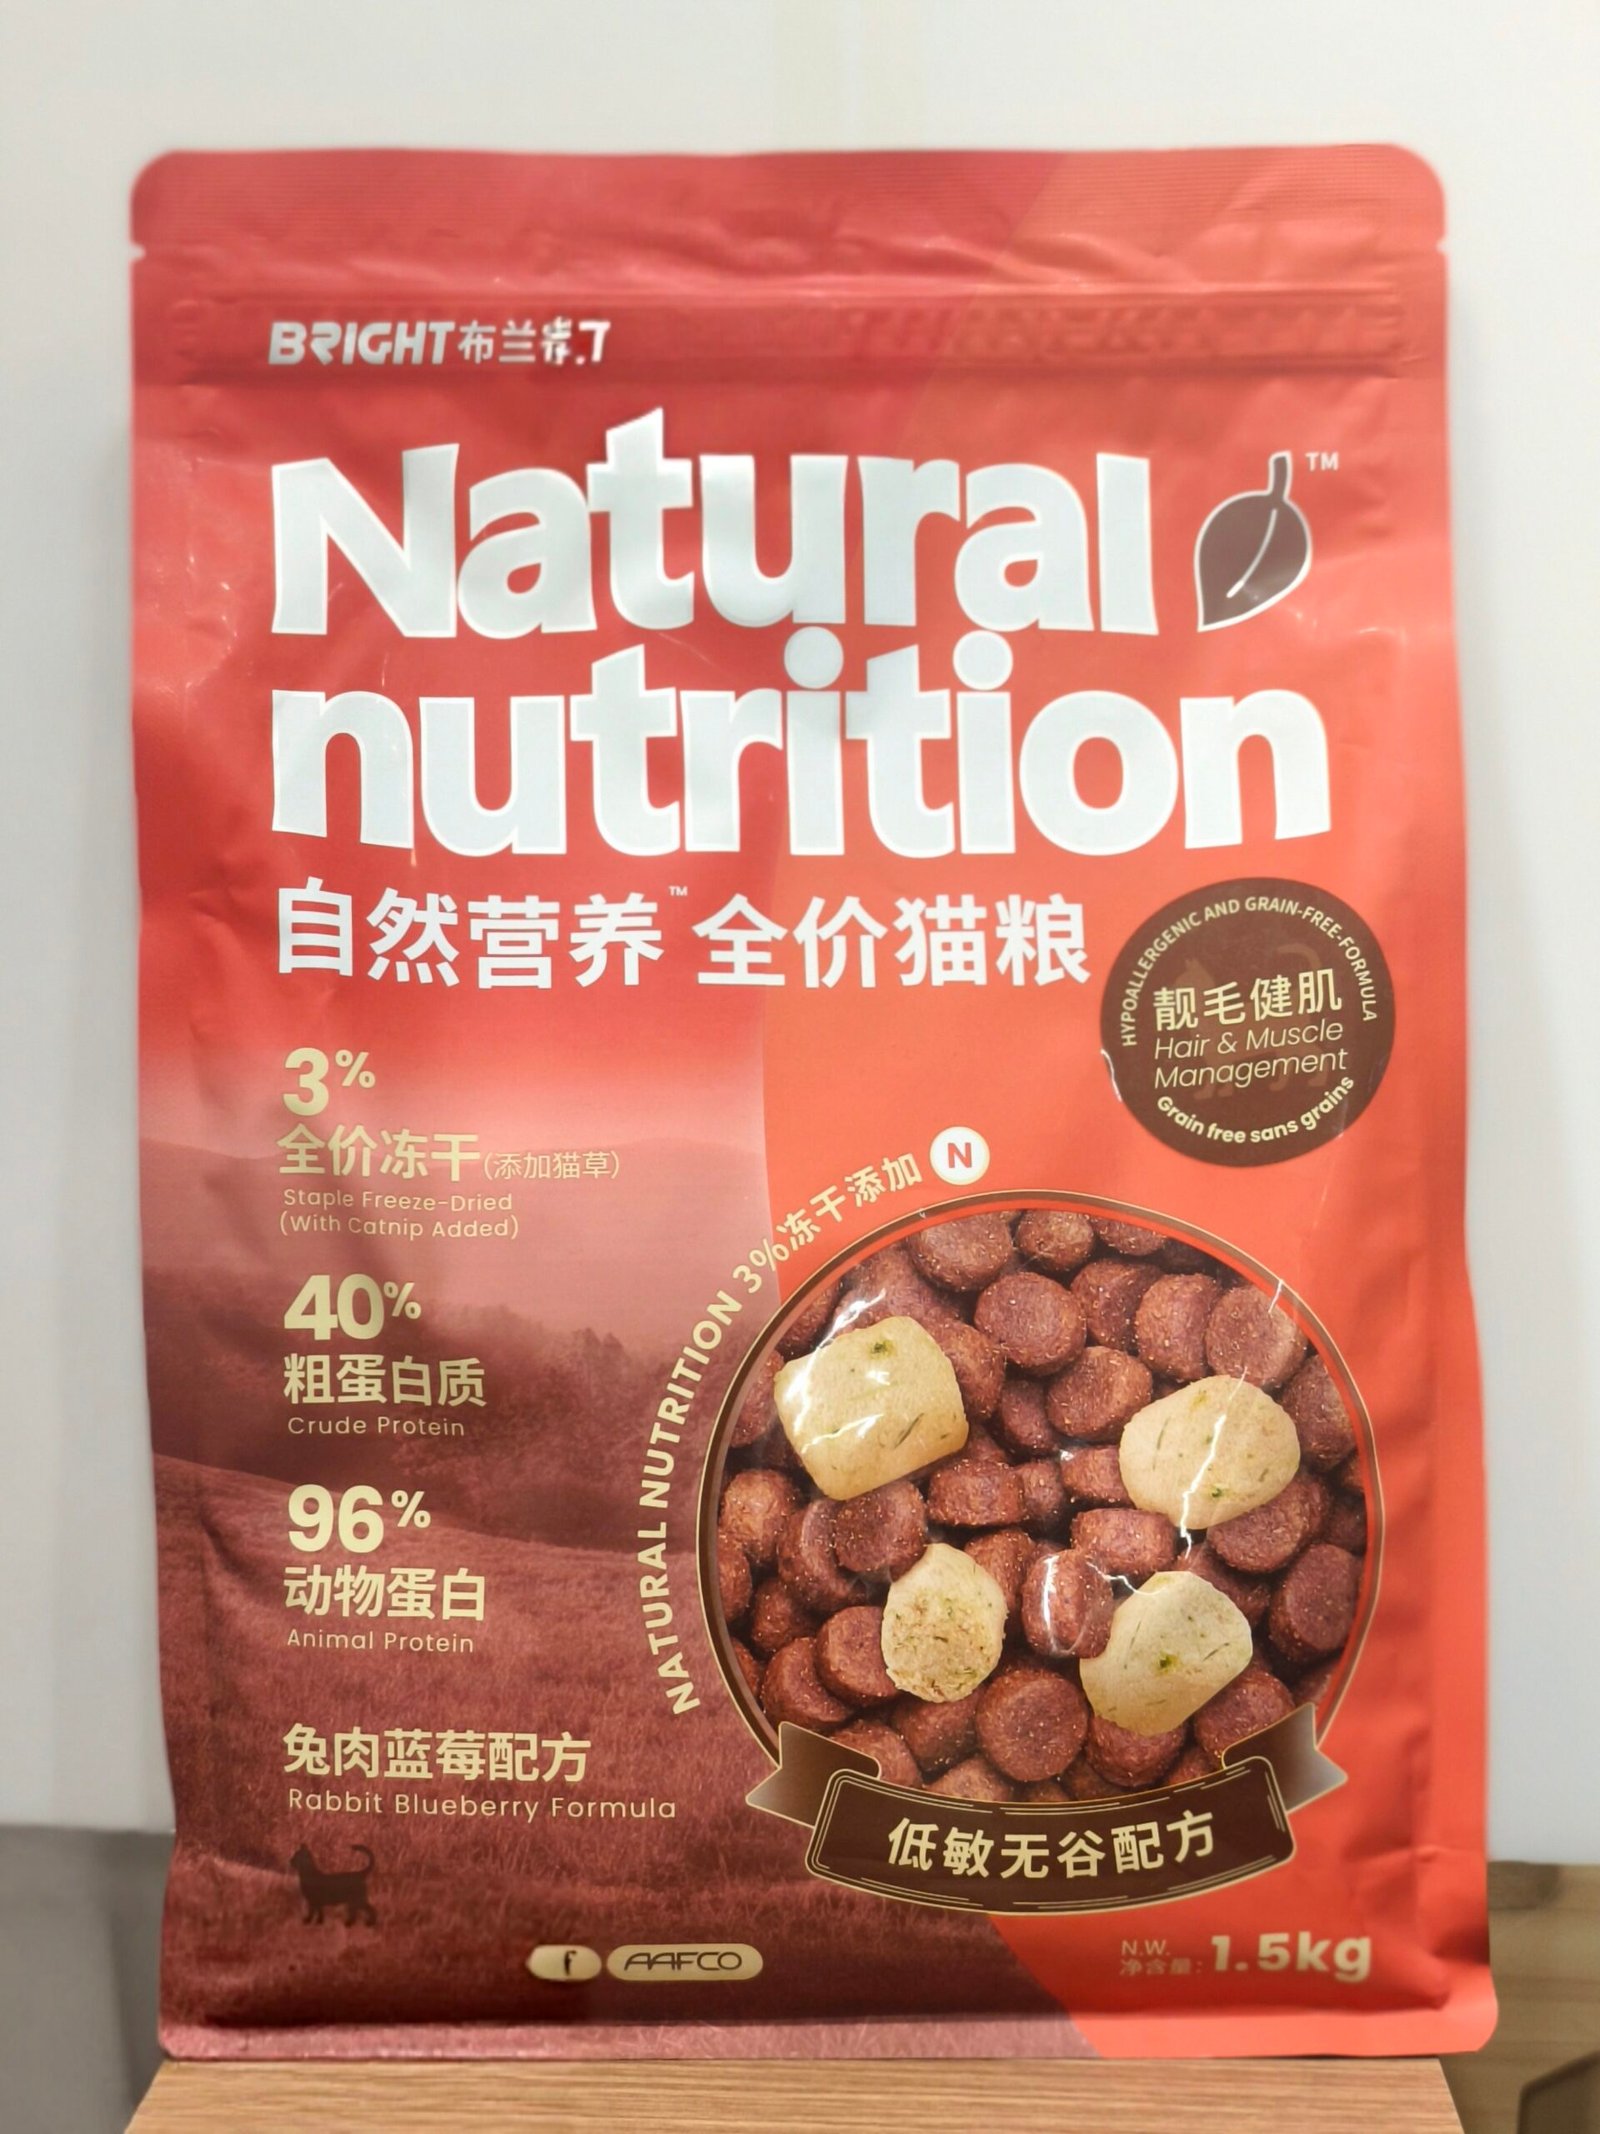 BRIGHT布兰
Natural
TM
nutrition
自然营养™全价猫粮
HYPOALLERGENIC AND GRAIN-FREE-FORMULA
靓毛健肌
Hair & Muscle
Management
Grain free sans grains
3%
全价冻干(添加猫草)
Staple Freeze-Dried
(With Catnip Added)
40%
粗蛋白质
Crude Protein
96%
动物蛋白
Animal Protein
NATURAL NUTRITION 3%冻干添加 N
兔肉蓝莓配方
Rabbit Blueberry Formula
低敏无谷配方
f AAFCO
N.W.
净含量: 1.5kg